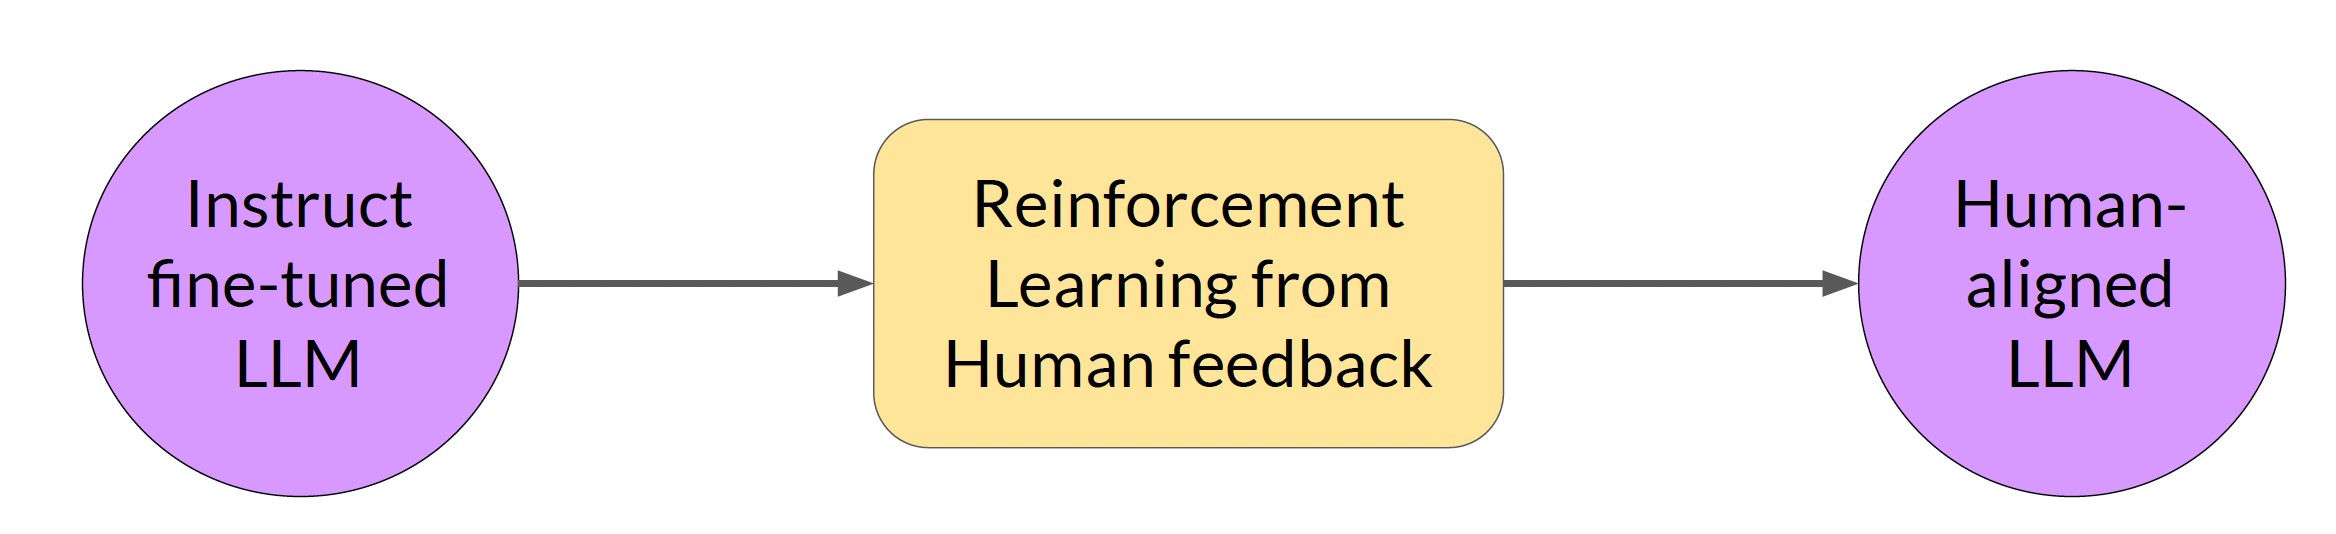 Instruct
fine-tuned
LLM
Reinforcement
Learning from
Human feedback
Human-
aligned
LLM